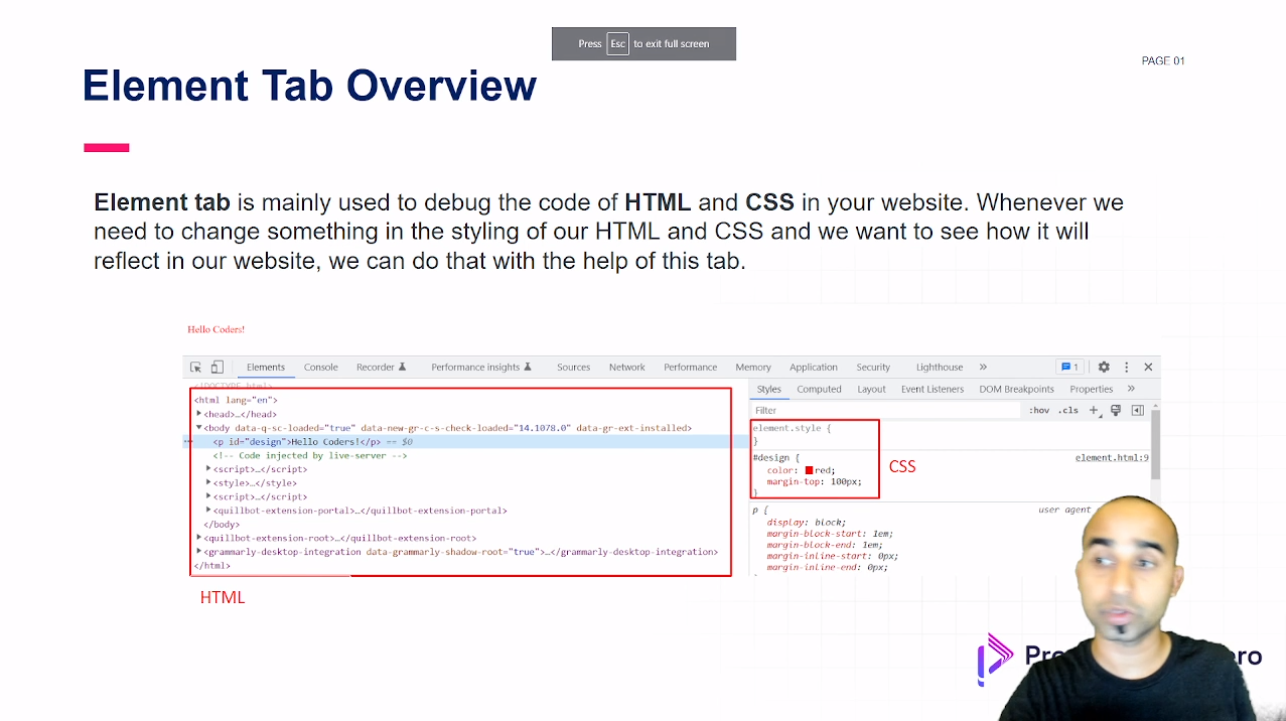 Press Esc to exit full screen
PAGE 01
Element Tab Overview
Element tab is mainly used to debug the code of HTML and CSS in your website. Whenever we
need to change something in the styling of our HTML and CSS and we want to see how it will
reflect in our website, we can do that with the help of this tab.
Hello Coders!
Elements Console Recorder Performance insights Sources Network Performance Memory Application Security Lighthouse » 1
<!DOCTYPE html>
<html lang="en">
<head>…</head>
<body data-q-sc-loaded="true" data-new-gr-c-s-check-loaded="14.1078.0" data-gr-ext-installed>
<p id="design">Hello Coders!</p> == $0
<!-- Code injected by live-server -->
<script>…</script>
<style>…</style>
<script>…</script>
<quillbot-extension-portal>…</quillbot-extension-portal>
</body>
<quillbot-extension-root>…</quillbot-extension-root>
<grammarly-desktop-integration data-grammarly-shadow-root="true">…</grammarly-desktop-integration>
</html>
HTML
Styles Computed Layout Event Listeners DOM Breakpoints Properties »
Filter :hov .cls +
element.style {
}
#design { element.html:9
color: red;
margin-top: 100px;
}
CSS
p { user agent
display: block;
margin-block-start: 1em;
margin-block-end: 1em;
margin-inline-start: 0px;
margin-inline-end: 0px;